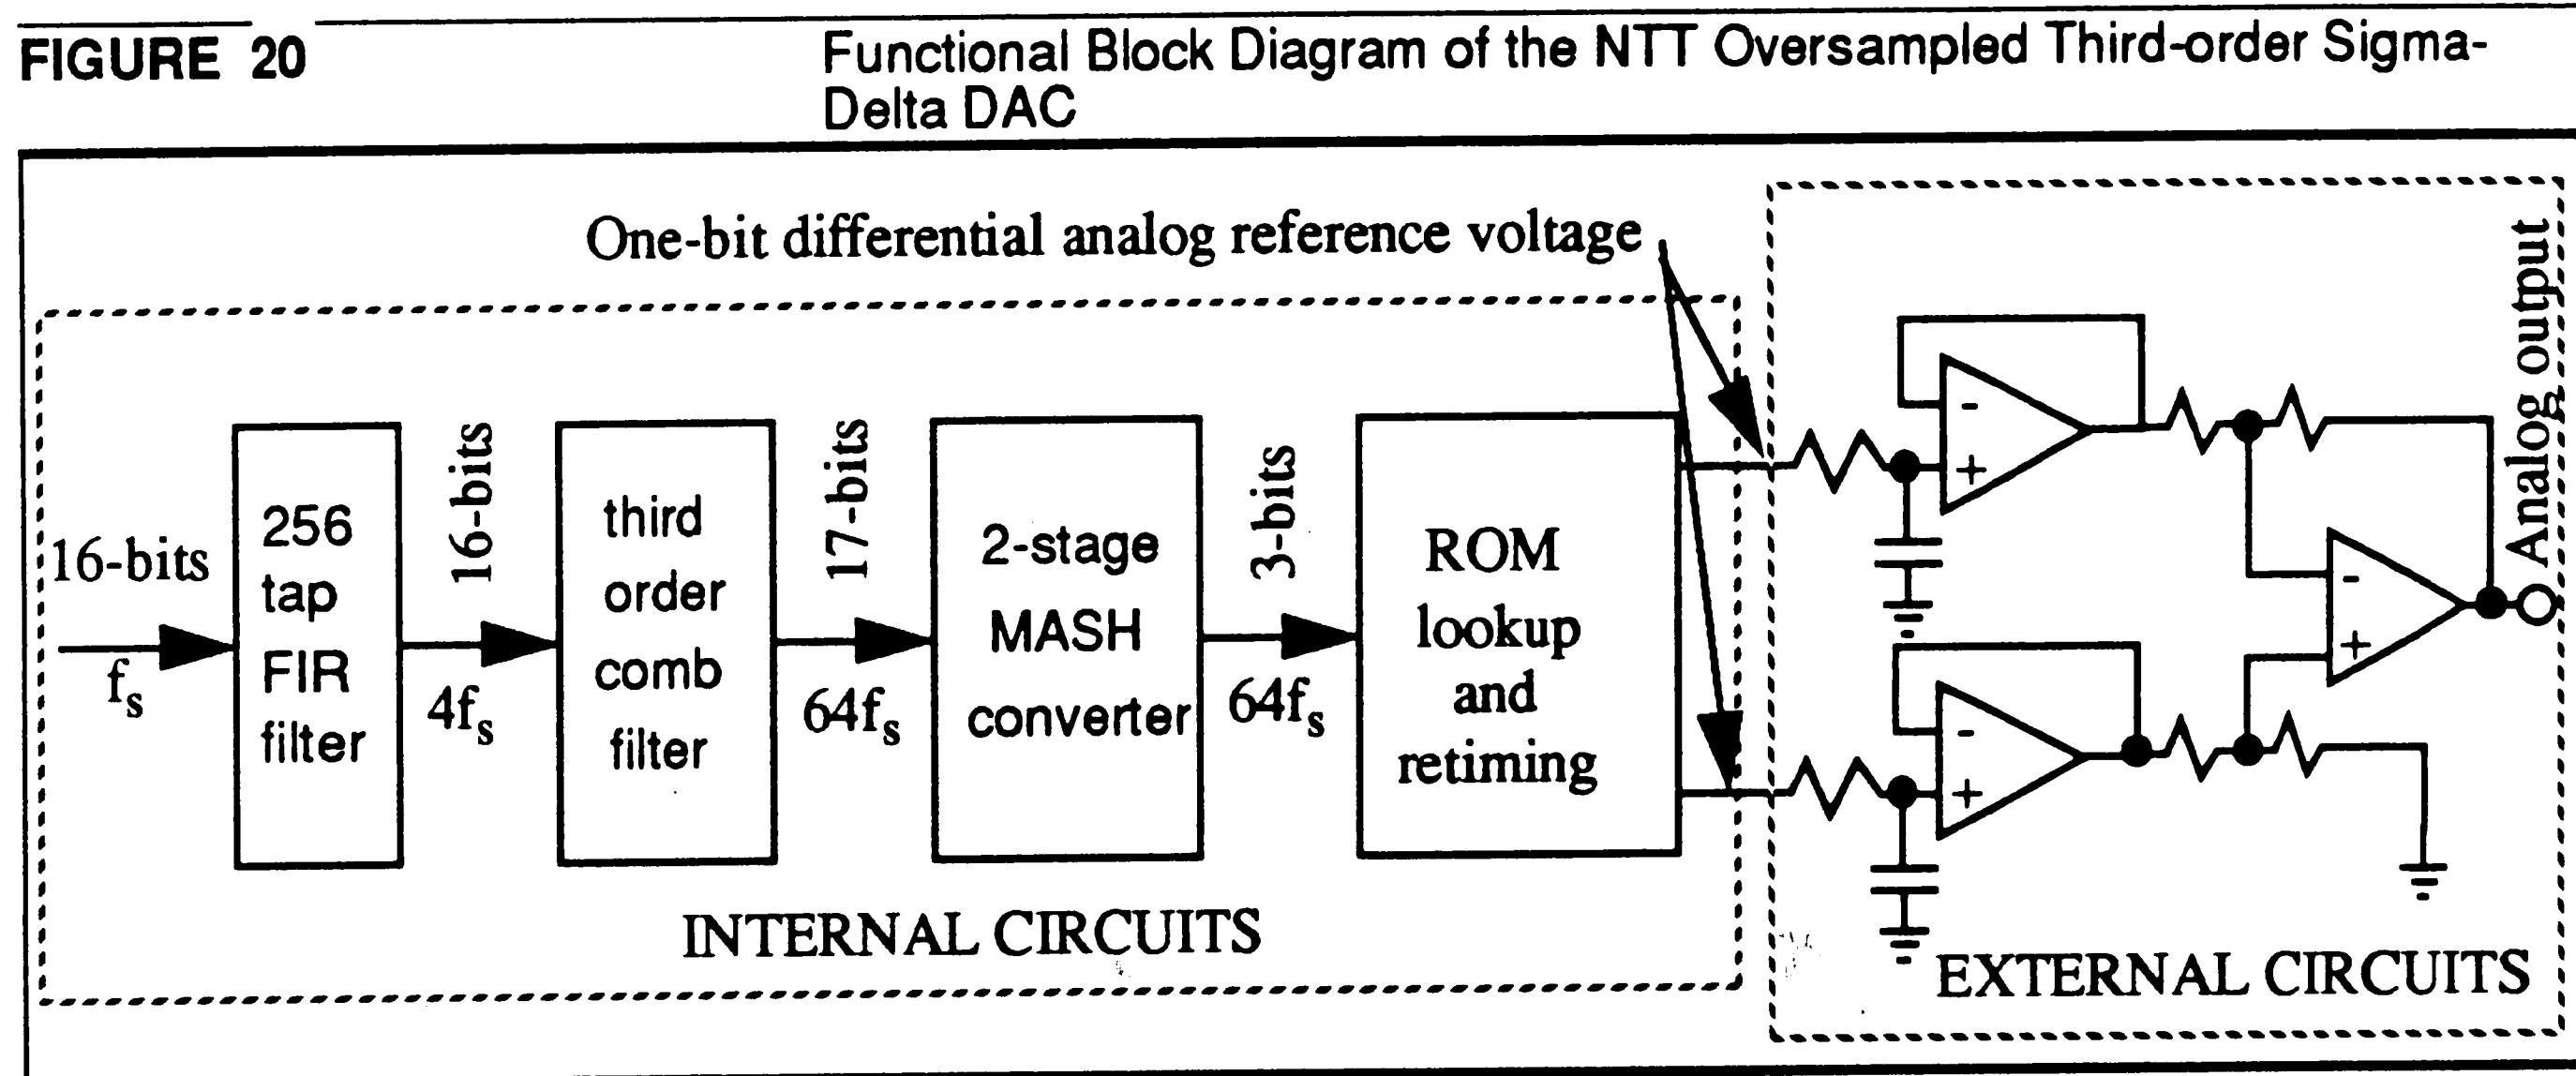 FIGURE 20
Functional Block Diagram of the NTT Oversampled Third-order Sigma-
Delta DAC
One-bit differential analog reference voltage
16-bits
fs
256
tap
FIR
filter
16-bits
4fs
third
order
comb
filter
17-bits
64fs
2-stage
MASH
converter
3-bits
64fs
ROM
lookup
and
retiming
INTERNAL CIRCUITS
-
+
-
+
-
+
Analog output
EXTERNAL CIRCUITS